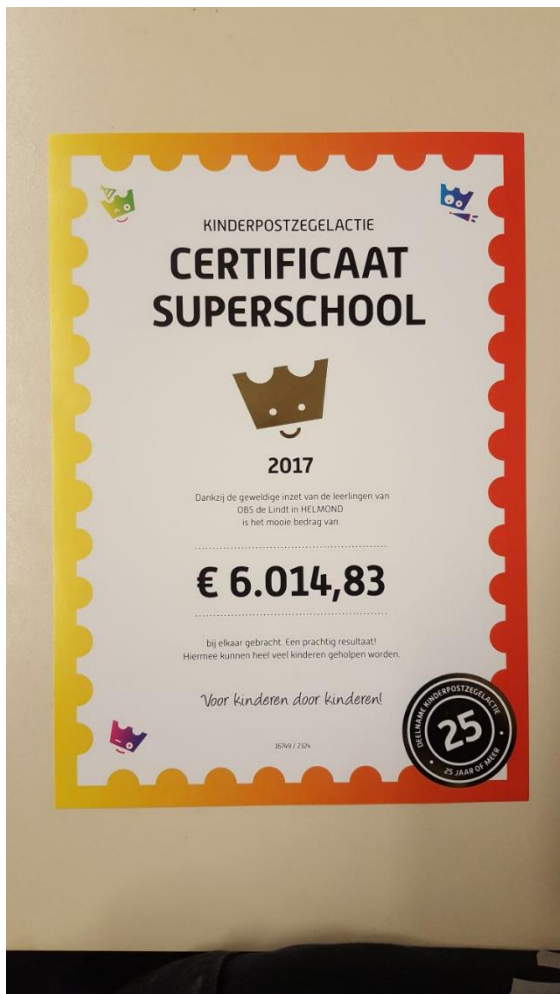 KINDERPOSTZEGELACTIE
CERTIFICAAT
SUPERSCHOOL
2017
Dankzij de geweldige inzet van de leerlingen van
OBS de Lindt in HELMOND
is het mooie bedrag van
€ 6.014,83
bij elkaar gebracht. Een prachtig resultaat!
Hiermee kunnen heel veel kinderen geholpen worden.
Voor kinderen door kinderen!
DEELNAME KINDERPOSTZEGELACTIE
25
25 JAAR OF MEER